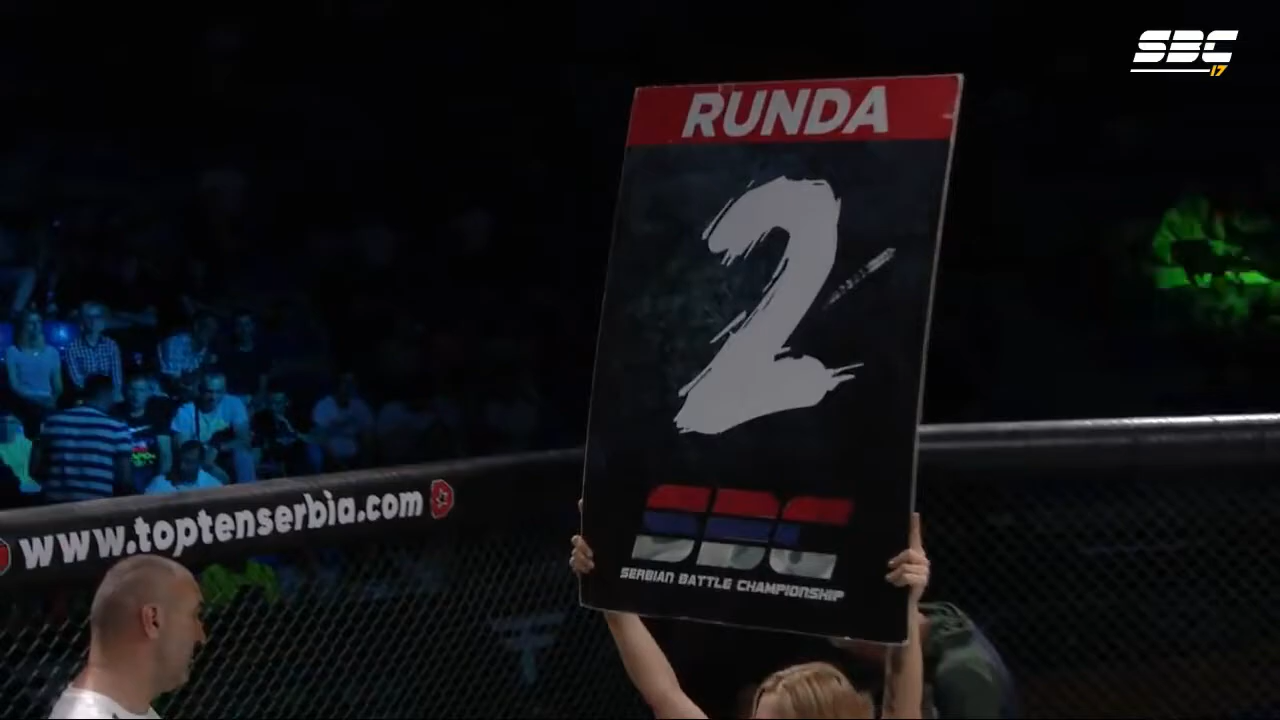 SBC
17
RUNDA
2
SBC
SERBIAN BATTLE CHAMPIONSHIP
www.toptenserbia.com